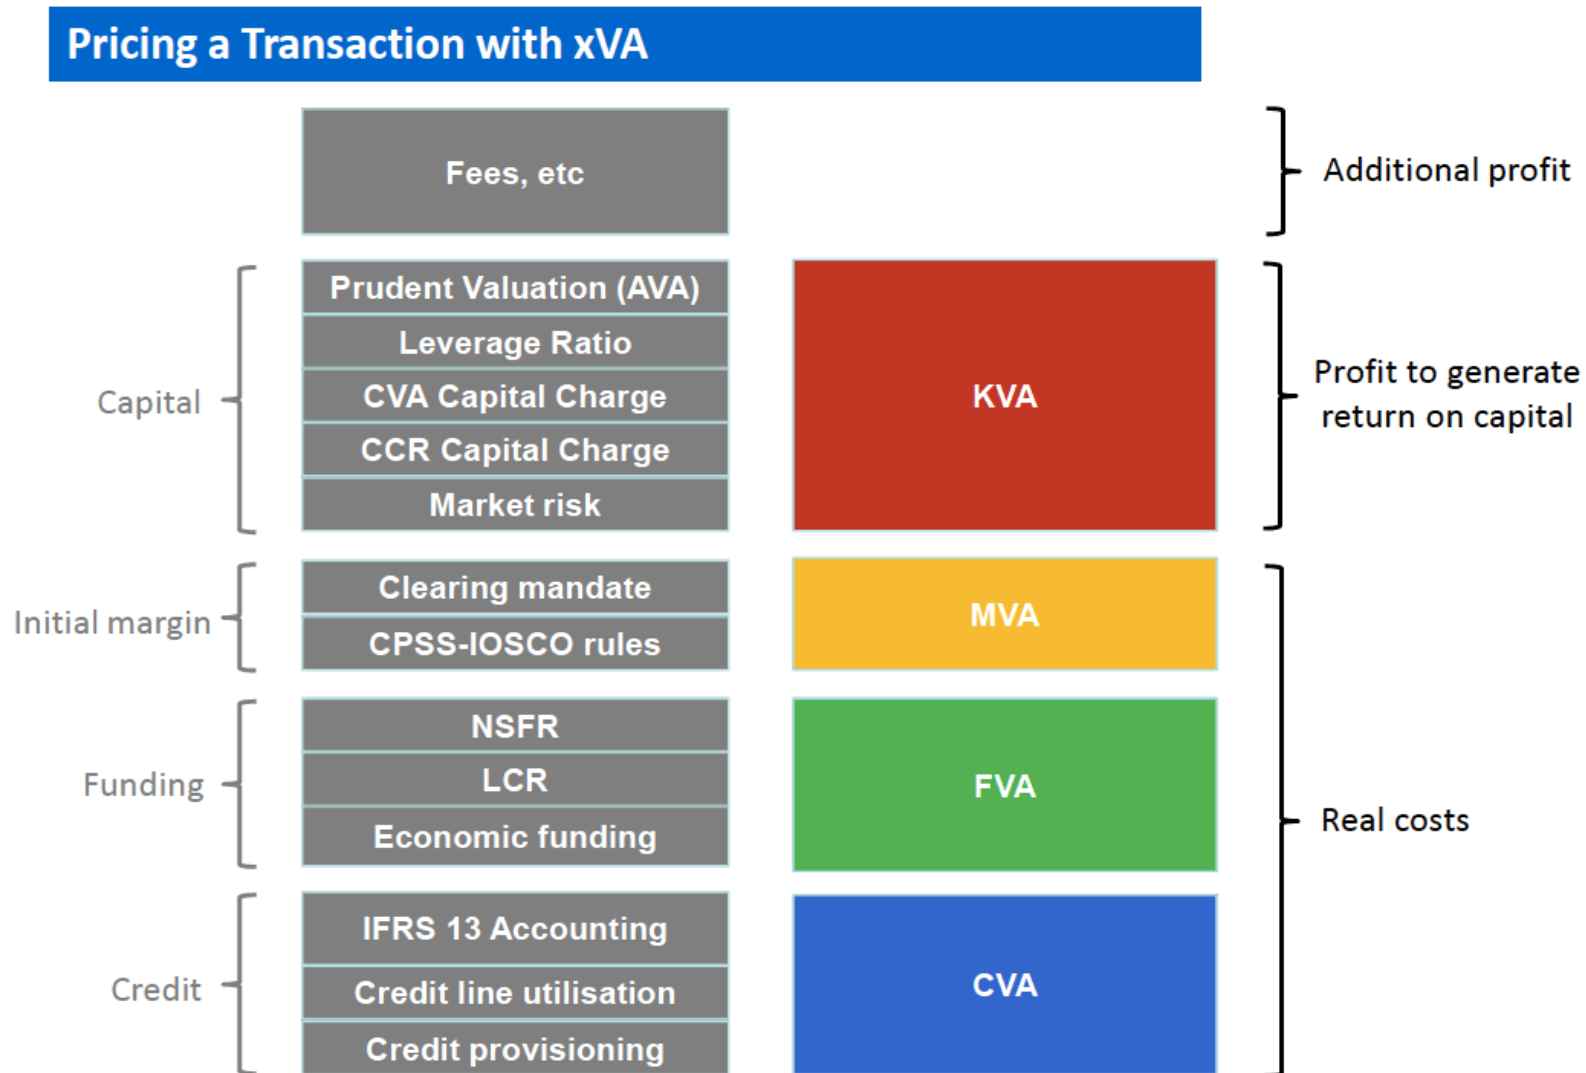 Pricing a Transaction with xVA
Fees, etc
Additional profit
Capital
Prudent Valuation (AVA)
Leverage Ratio
CVA Capital Charge
CCR Capital Charge
Market risk
KVA
Profit to generate
return on capital
Initial margin
Clearing mandate
CPSS-IOSCO rules
MVA
Funding
NSFR
LCR
Economic funding
FVA
Real costs
Credit
IFRS 13 Accounting
Credit line utilisation
Credit provisioning
CVA